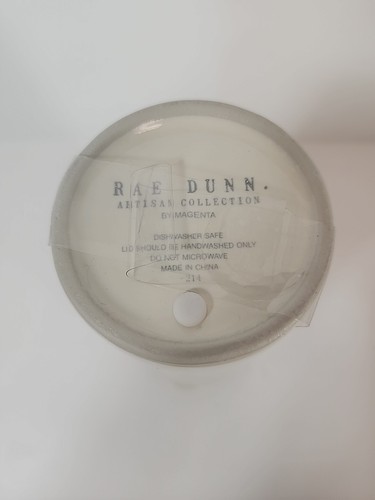 RAE DUNN.
ARTISAN COLLECTION
BY MAGENTA
DISHWASHER SAFE
LID SHOULD BE HANDWASHED ONLY
DO NOT MICROWAVE
MADE IN CHINA
214